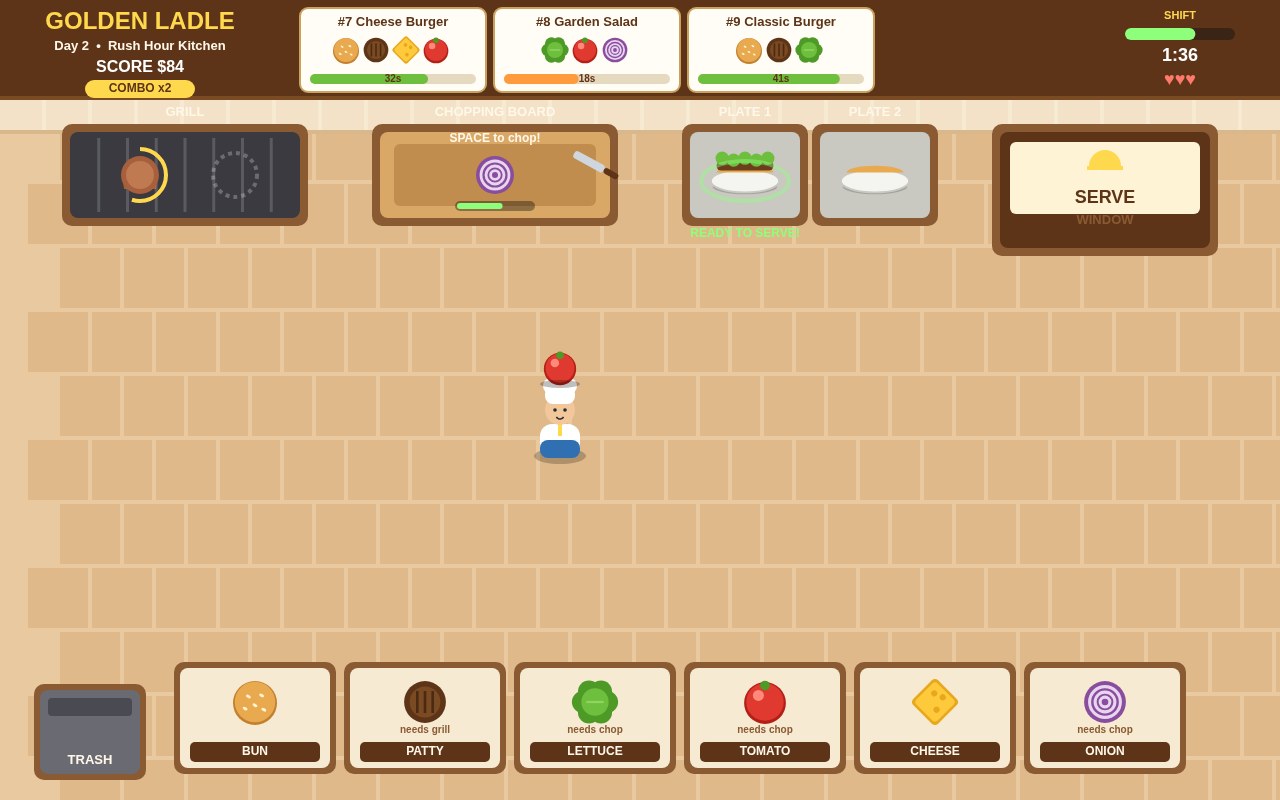 GOLDEN LADLE
Day 2 • Rush Hour Kitchen
SCORE $84
COMBO x2
#7 Cheese Burger
32s
#8 Garden Salad
18s
#9 Classic Burger
41s
SHIFT
1:36
GRILL
CHOPPING BOARD
PLATE 1
PLATE 2
SPACE to chop!
READY TO SERVE!
SERVE
WINDOW
TRASH
BUN
needs grill
PATTY
needs chop
LETTUCE
needs chop
TOMATO
CHEESE
needs chop
ONION